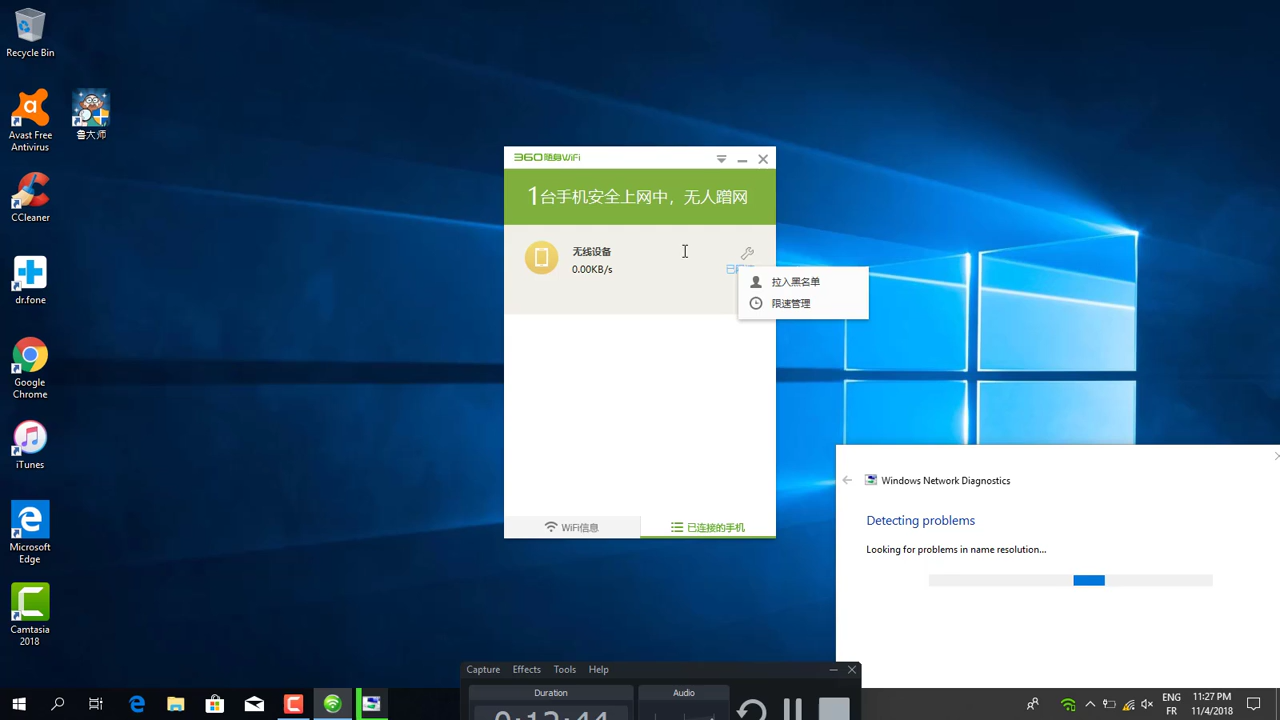 Recycle Bin
Avast Free
Antivirus
鲁大师
CCleaner
dr.fone
Google
Chrome
iTunes
Microsoft
Edge
Camtasia
2018
360随身WiFi
1台手机安全上网中，无人蹭网
无线设备
0.00KB/s
拉入黑名单
限速管理
WiFi信息
已连接的手机
Windows Network Diagnostics
Detecting problems
Looking for problems in name resolution...
Capture Effects Tools Help
Duration
Audio
0:12:44
ENG
FR
11:27 PM
11/4/2018